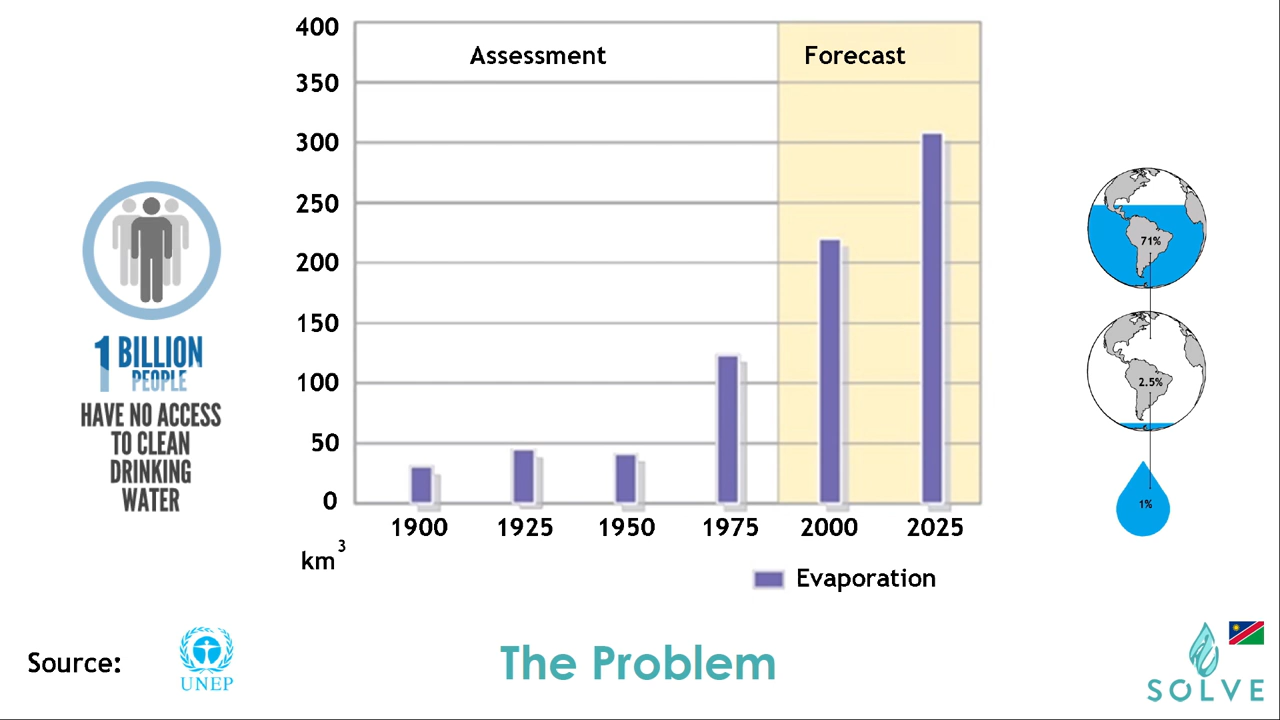 400
Assessment
Forecast
350
300
250
200
150
100
50
0
1900 1925 1950 1975 2000 2025
km³
Evaporation
1 BILLION
PEOPLE
HAVE NO ACCESS
TO CLEAN
DRINKING
WATER
71%
2.5%
1%
Source:
UNEP
The Problem
SOLVE